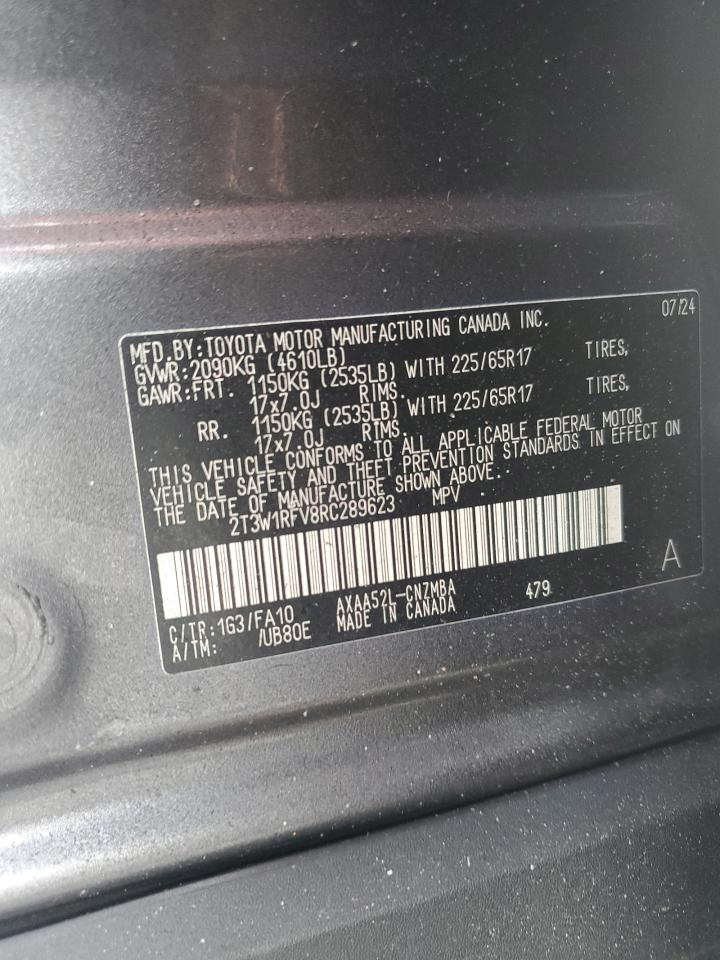 07/24
MFD.BY:TOYOTA MOTOR MANUFACTURING CANADA INC.
GVWR:2090KG (4610LB)
GAWR:FRT. 1150KG (2535LB) WITH 225/65R17 TIRES,
17x7.0J RIMS.
RR. 1150KG (2535LB) WITH 225/65R17 TIRES,
17x7.0J RIMS.
THIS VEHICLE CONFORMS TO ALL APPLICABLE FEDERAL MOTOR
VEHICLE SAFETY AND THEFT PREVENTION STANDARDS IN EFFECT ON
THE DATE OF MANUFACTURE SHOWN ABOVE.
2T3W1RFV8RC289623 MPV
A
C/TR:1G3/FA10 AXAA52L-CNZMBA 479
A/TM: /UB80E MADE IN CANADA